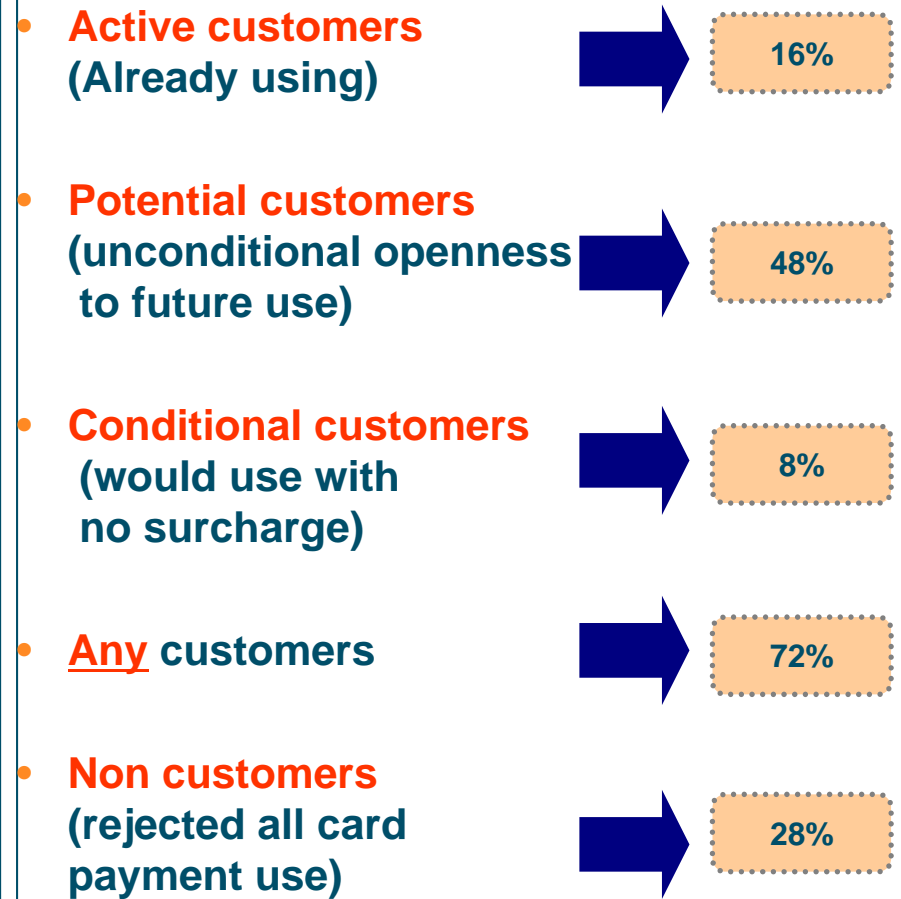 • Active customers
(Already using)
16%
• Potential customers
(unconditional openness
to future use)
48%
• Conditional customers
(would use with
no surcharge)
8%
• Any customers
72%
• Non customers
(rejected all card
payment use)
28%